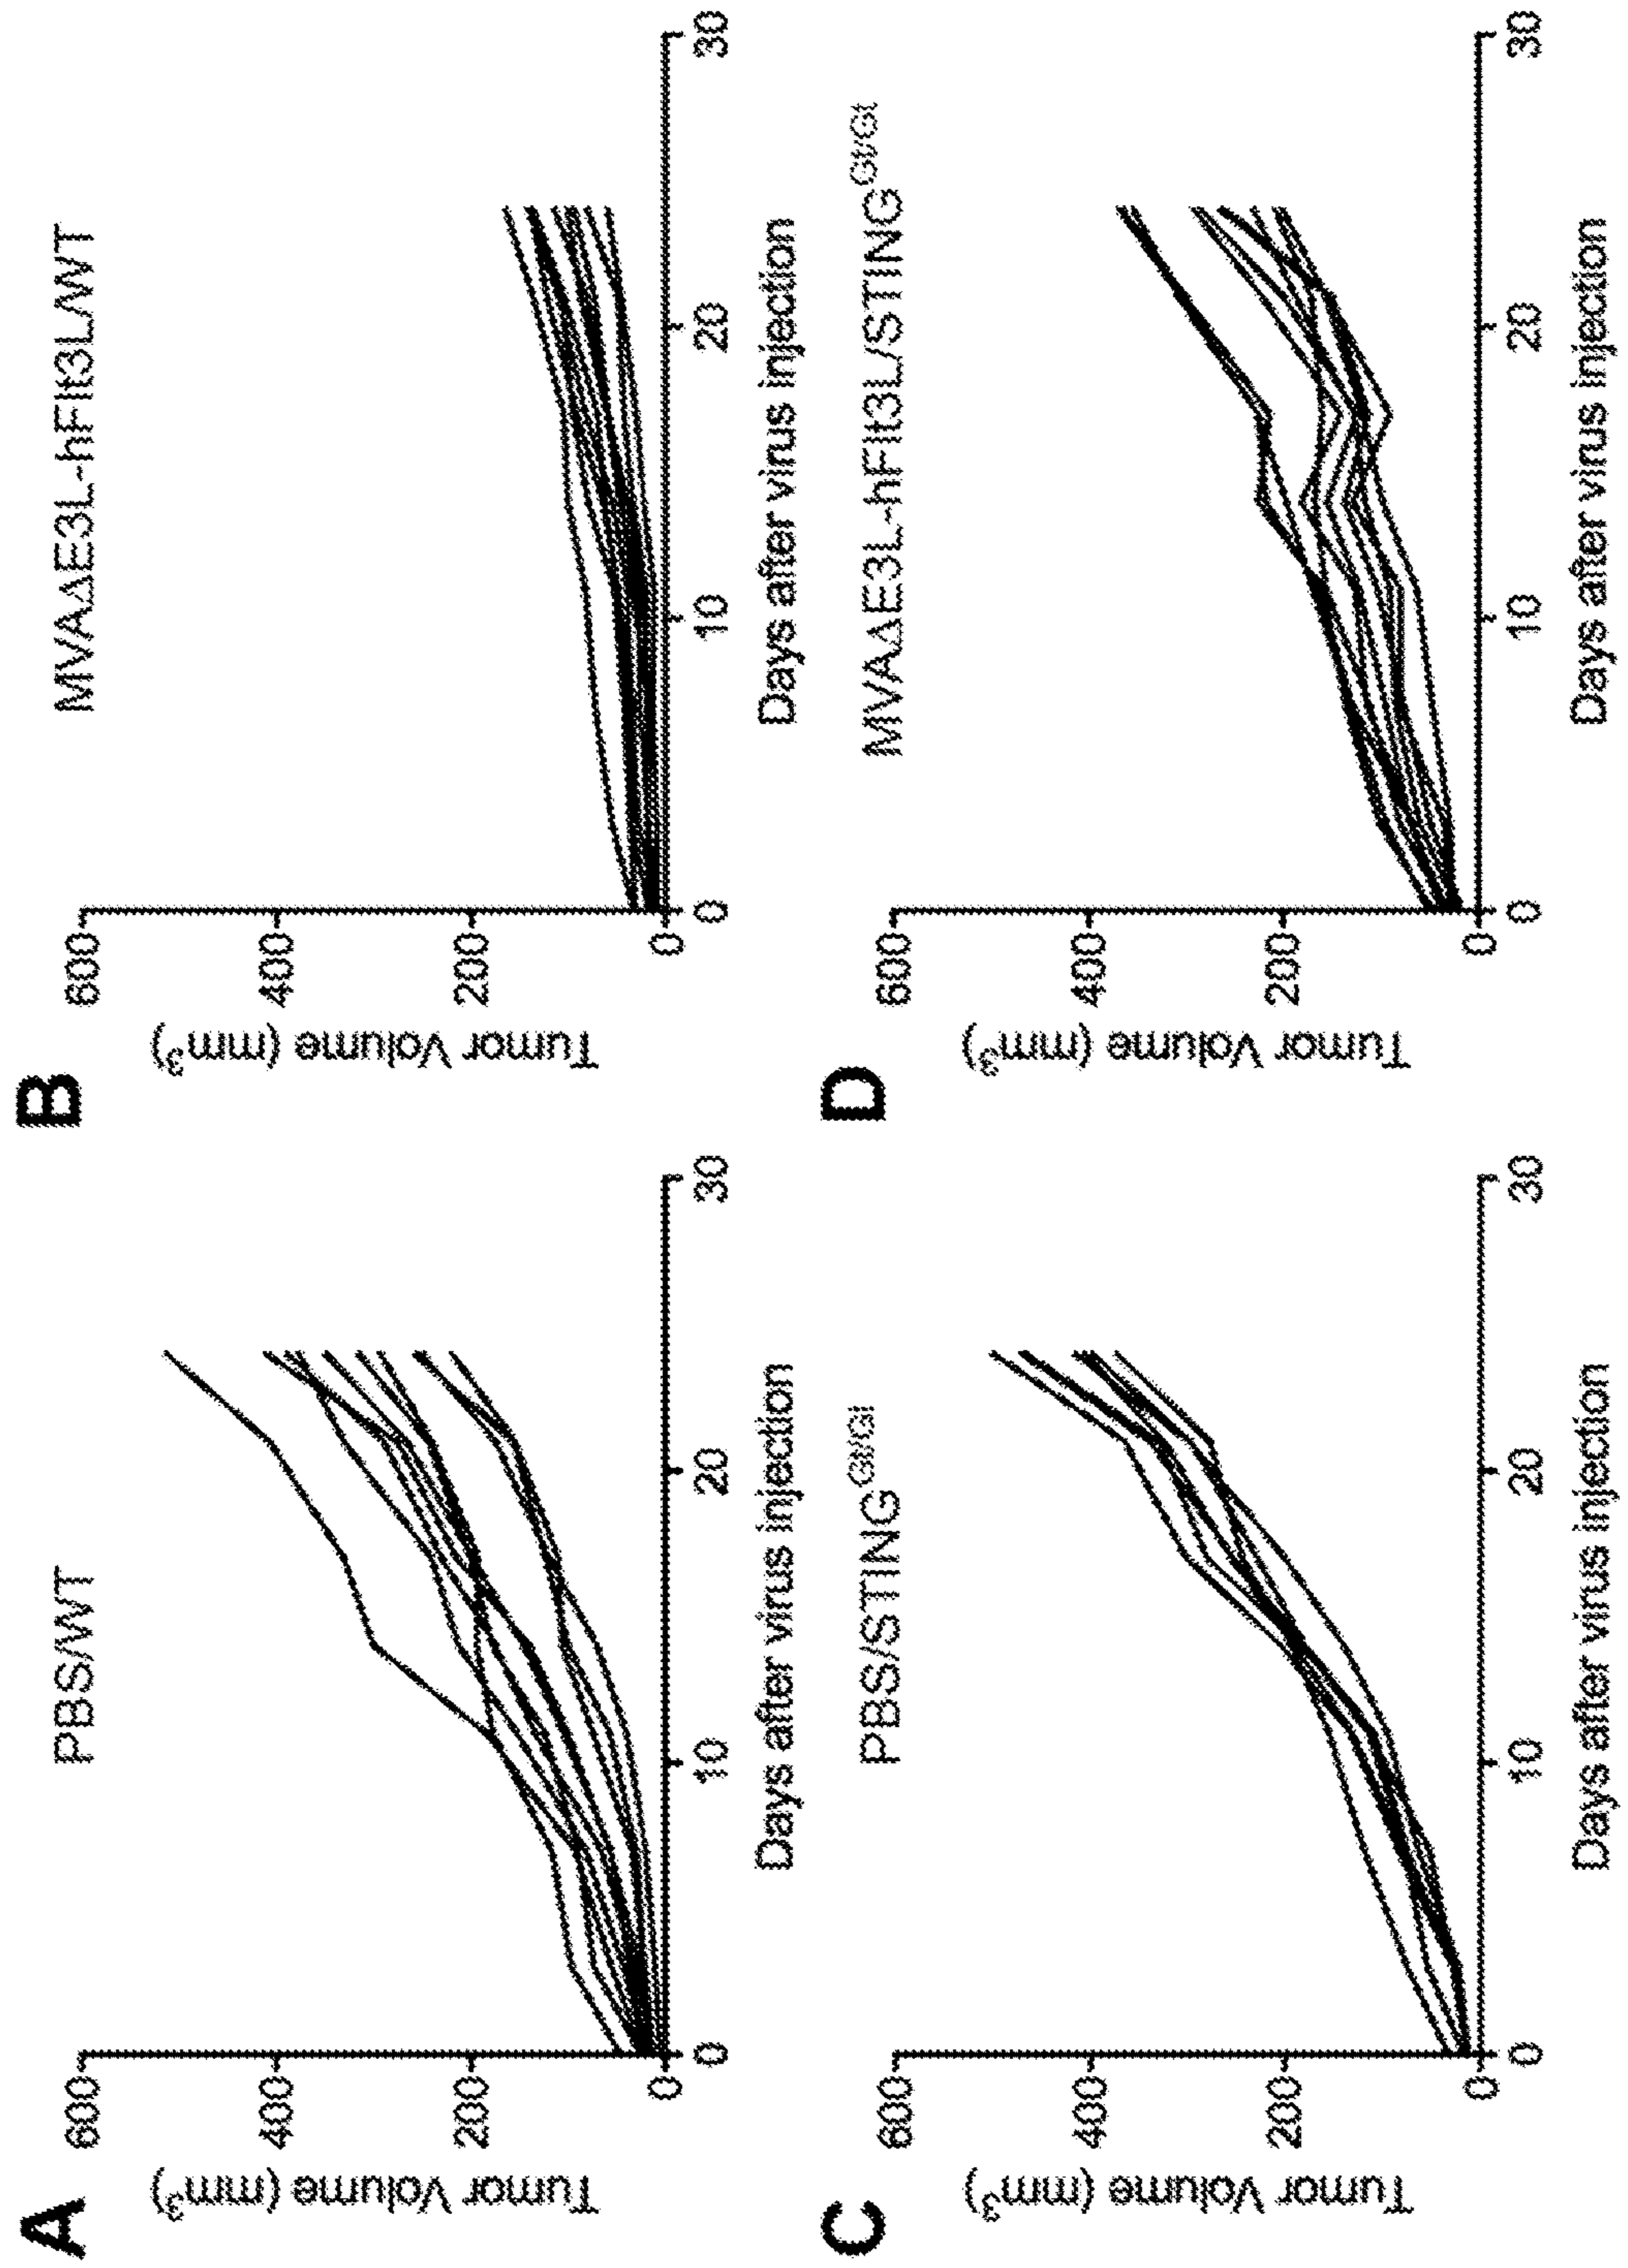 A
PBS/WT
Tumor Volume (mm³)
600
400
200
0
0
10
20
30
Days after virus injection
B
MVAΔE3L-hFlt3L/WT
Tumor Volume (mm³)
600
400
200
0
0
10
20
30
Days after virus injection
C
PBS/STING^Gt/Gt
Tumor Volume (mm³)
600
400
200
0
0
10
20
30
Days after virus injection
D
MVAΔE3L-hFlt3L/STING^Gt/Gt
Tumor Volume (mm³)
600
400
200
0
0
10
20
30
Days after virus injection